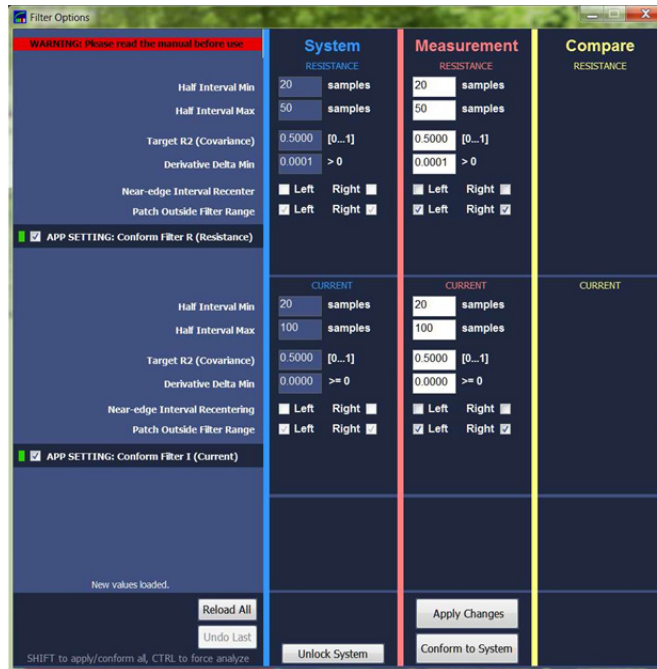 Filter Options
WARNING: Please read the manual before use
System Measurement Compare
RESISTANCE RESISTANCE RESISTANCE
Half Interval Min 20 samples 20 samples
Half Interval Max 50 samples 50 samples
Target R2 (Covariance) 0.5000 [0...1] 0.5000 [0...1]
Derivative Delta Min 0.0001 > 0 0.0001 > 0
Near-edge Interval Recenter Left Right Left Right
Patch Outside Filter Range Left Right Left Right
APP SETTING: Conform Filter R (Resistance)
CURRENT CURRENT CURRENT
Half Interval Min 20 samples 20 samples
Half Interval Max 100 samples 100 samples
Target R2 (Covariance) 0.5000 [0...1] 0.5000 [0...1]
Derivative Delta Min 0.0000 >= 0 0.0000 >= 0
Near-edge Interval Recentering Left Right Left Right
Patch Outside Filter Range Left Right Left Right
APP SETTING: Conform Filter I (Current)
New values loaded.
Reload All Apply Changes
Undo Last
Unlock System Conform to System
SHIFT to apply/conform all, CTRL to force analyze